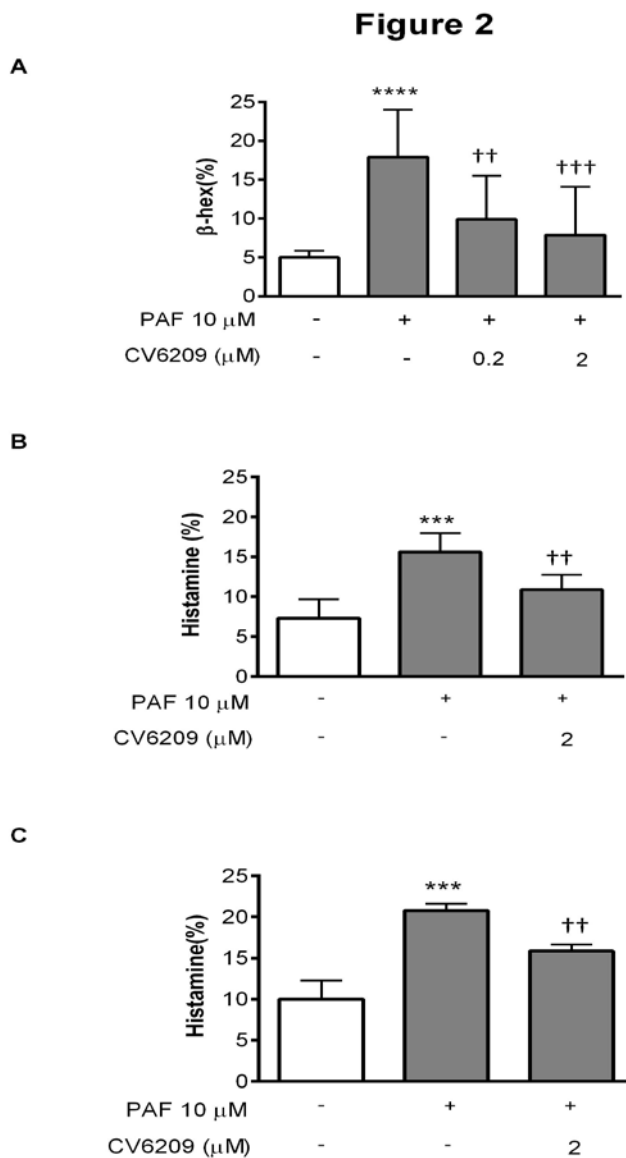 Figure 2
A
****
††
†††
25
20
15
10
5
0
β-hex(%)
PAF 10 μM - + + +
CV6209 (μM) - - 0.2 2
B
***
††
25
20
15
10
5
0
Histamine (%)
PAF 10 μM - + +
CV6209 (μM) - - 2
C
***
††
25
20
15
10
5
0
Histamine(%)
PAF 10 μM - + +
CV6209 (μM) - - 2